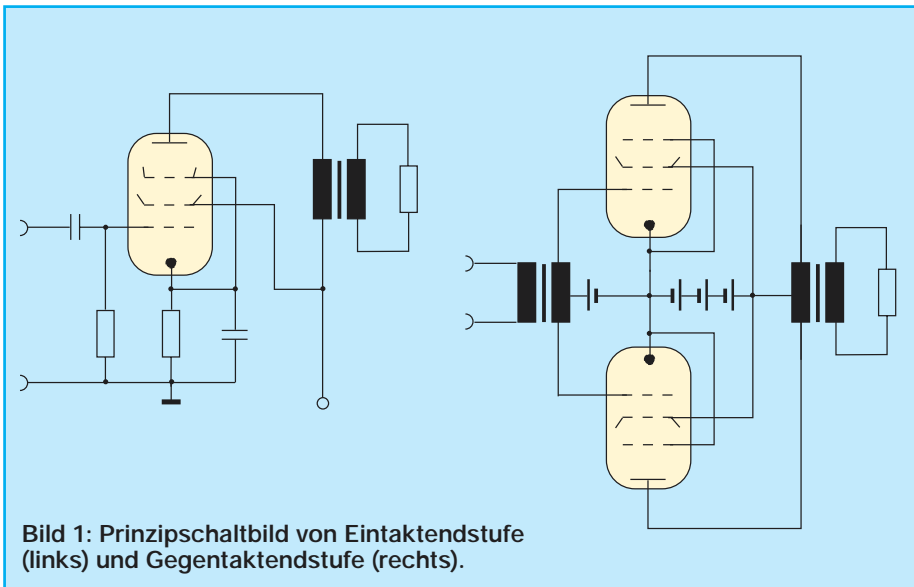 Bild 1: Prinzipschaltbild von Eintaktendstufe
(links) und Gegentaktendstufe (rechts).